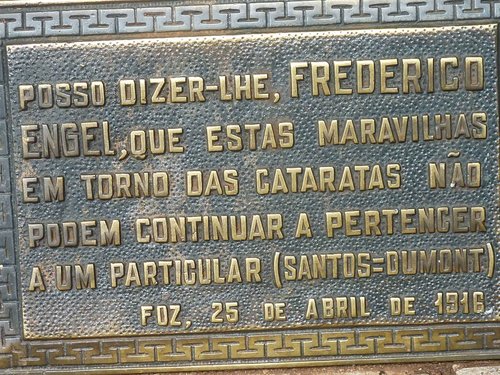 POSSO DIZER-LHE, FREDERICO
ENGEL, QUE ESTAS MARAVILHAS
EM TORNO DAS CATARATAS NÃO
PODEM CONTINUAR A PERTENCER
A UM PARTICULAR (SANTOS=DUMONT)
FOZ, 25 DE ABRIL DE 1916